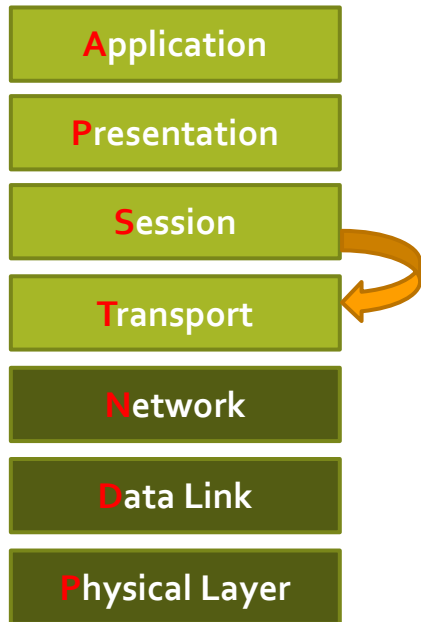 Application
Presentation
Session
Transport
Network
Data Link
Physical Layer